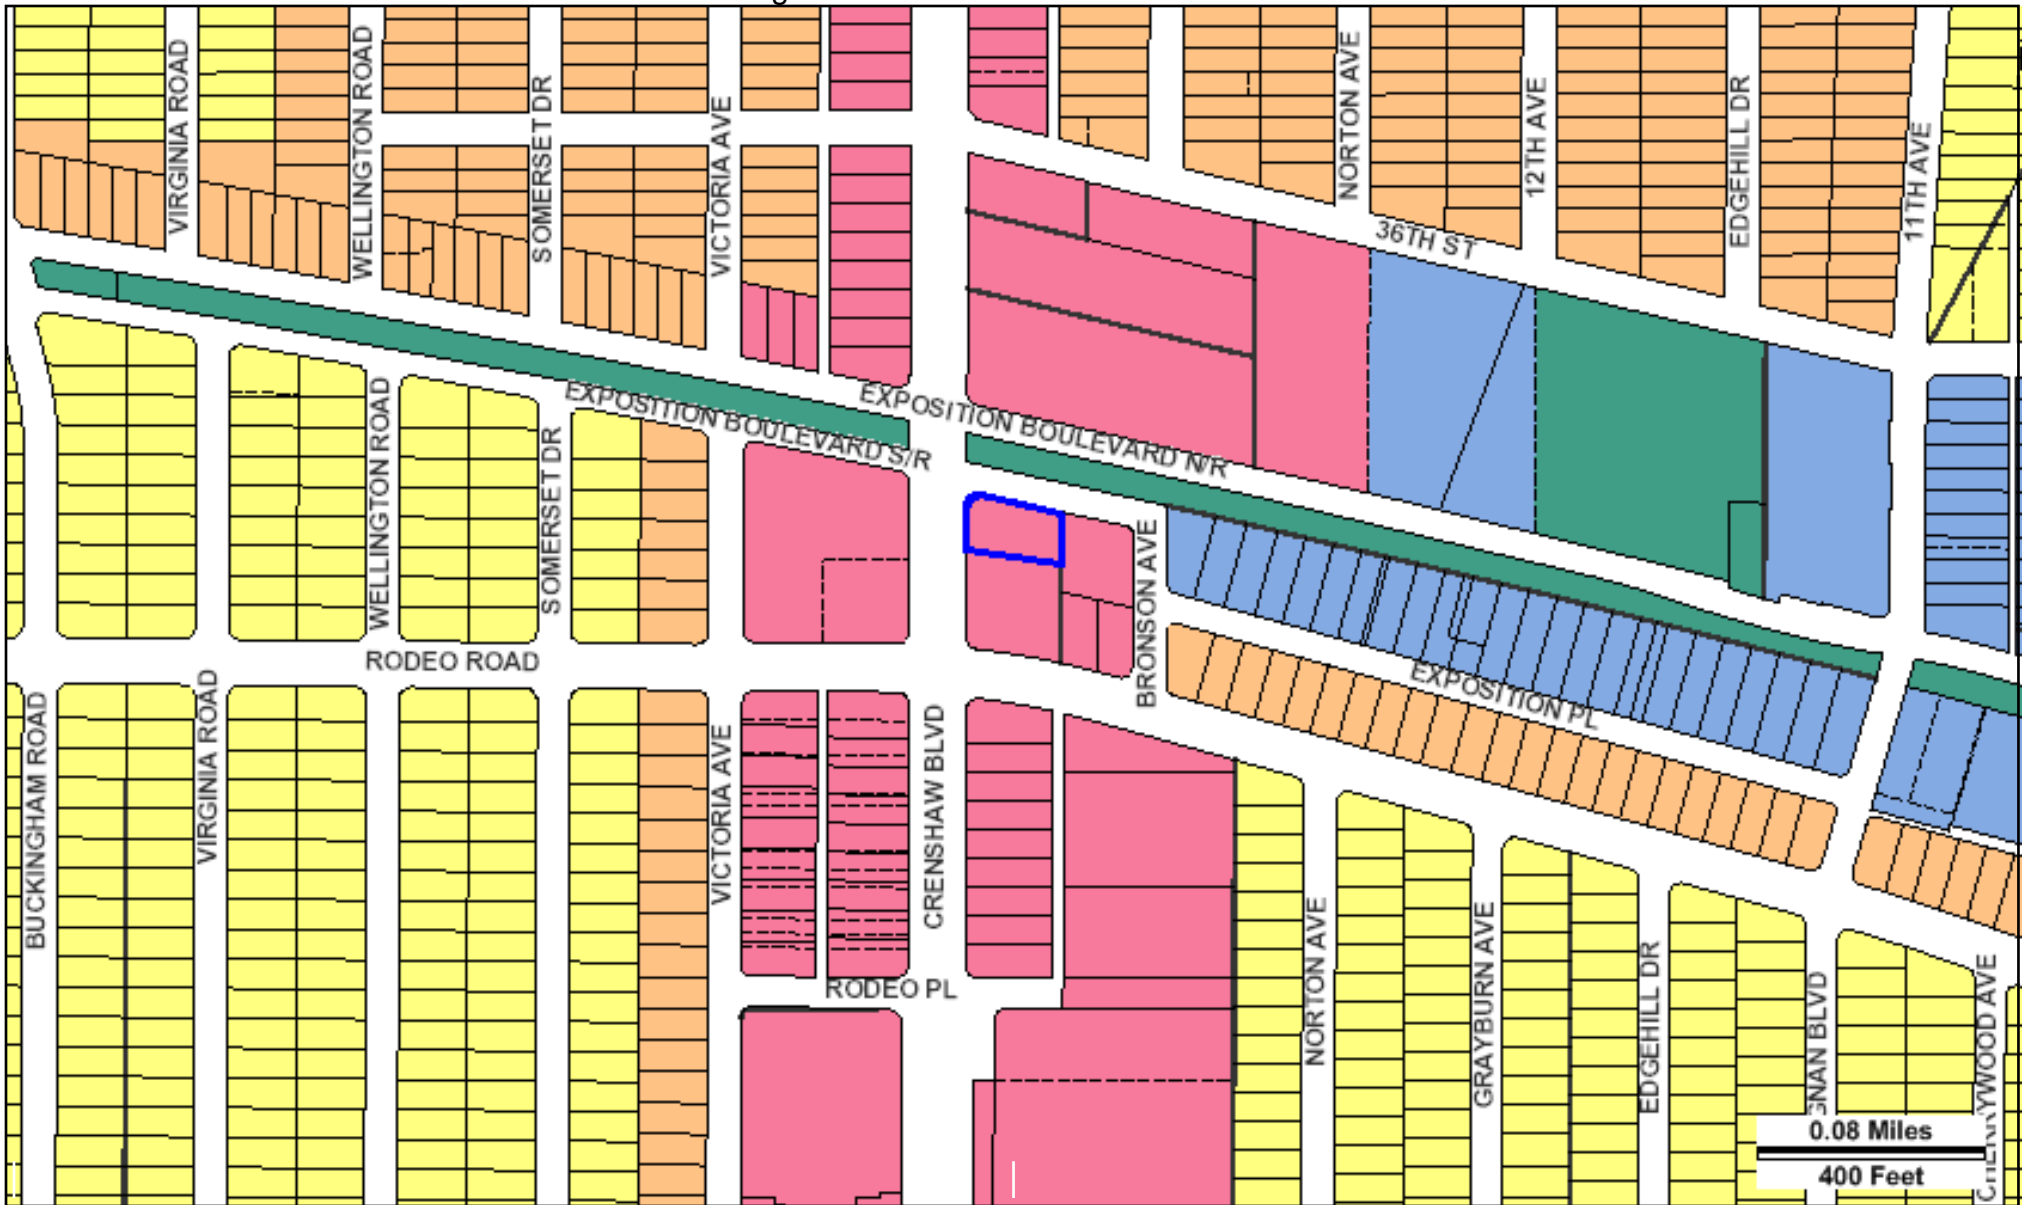 VIRGINIA ROAD
WELLINGTON ROAD
SOMERSET DR
VICTORIA AVE
NORTON AVE
12TH AVE
EDGEHILL DR
11TH AVE
36TH ST
EXPOSITION BOULEVARD S/R
EXPOSITION BOULEVARD N/R
WELLINGTON ROAD
SOMERSET DR
BRONSON AVE
RODEO ROAD
EXPOSITION PL
BUCKINGHAM ROAD
VIRGINIA ROAD
VICTORIA AVE
CRENSHAW BLVD
RODEO PL
NORTON AVE
GRAYBURN AVE
EDGEHILL DR
BLVD
AVE
0.08 Miles
400 Feet